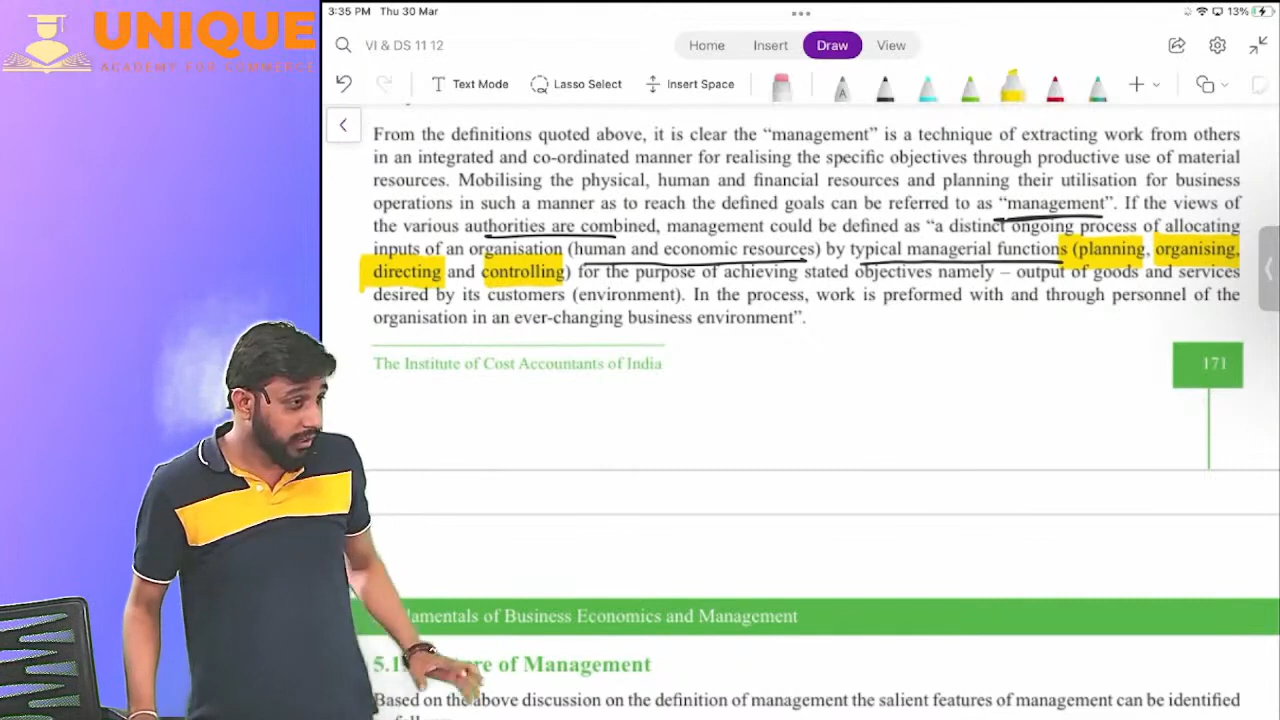 UNIQUE
ACADEMY FOR COMMERCE
3:35 PM Thu 30 Mar
13%
VI & DS 11 12
Home Insert Draw View
Text Mode Lasso Select Insert Space
From the definitions quoted above, it is clear the “management” is a technique of extracting work from others
in an integrated and co-ordinated manner for realising the specific objectives through productive use of material
resources. Mobilising the physical, human and financial resources and planning their utilisation for business
operations in such a manner as to reach the defined goals can be referred to as “management”. If the views of
the various authorities are combined, management could be defined as “a distinct ongoing process of allocating
inputs of an organisation (human and economic resources) by typical managerial functions (planning, organising,
directing and controlling) for the purpose of achieving stated objectives namely – output of goods and services
desired by its customers (environment). In the process, work is preformed with and through personnel of the
organisation in an ever-changing business environment”.
The Institute of Cost Accountants of India
171
damentals of Business Economics and Management
5.1 of Management
Based on the above discussion on the definition of management the salient features of management can be identified